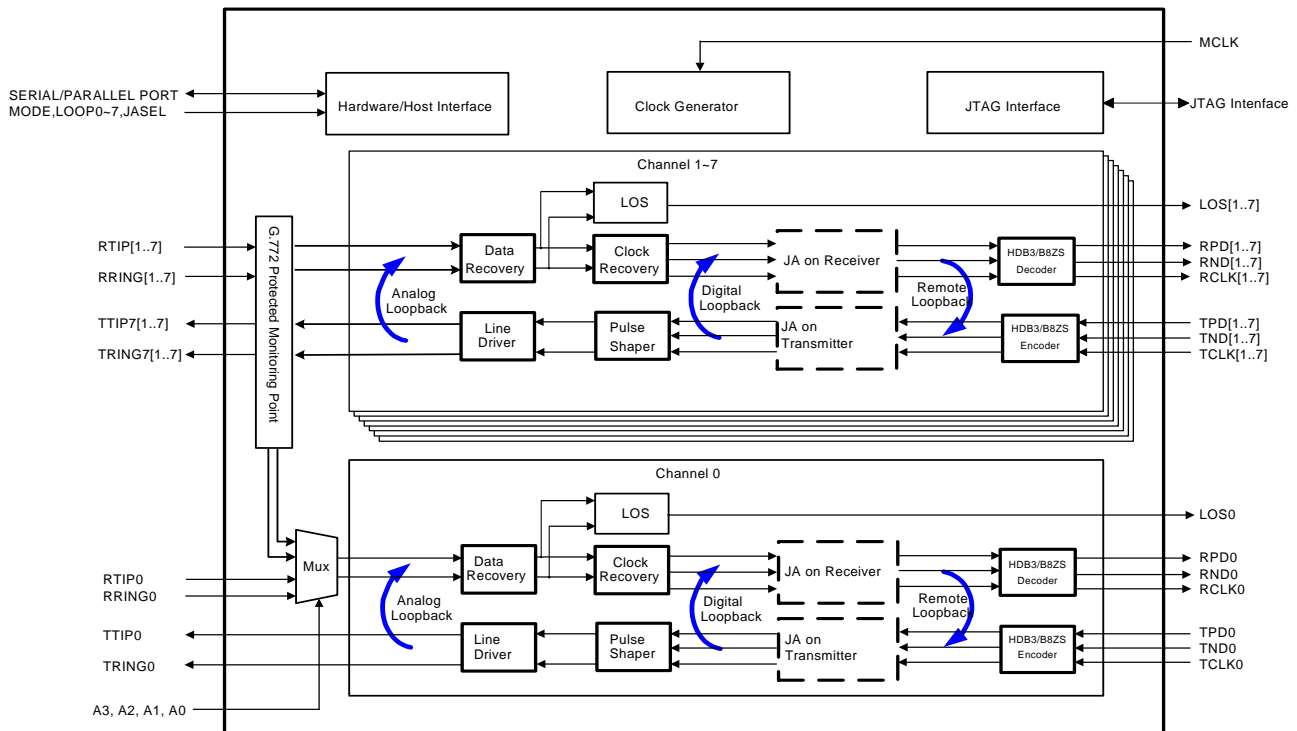 MCLK
SERIAL/PARALLEL PORT
MODE,LOOP0~7,JASEL
Hardware/Host Interface
Clock Generator
JTAG Interface
JTAG Intenface
Channel 1~7
LOS
LOS[1..7]
G.772 Protected Monitoring Point
RTIP[1..7]
RRING[1..7]
TTIP7[1..7]
TRING7[1..7]
Analog
Loopback
Data
Recovery
Clock
Recovery
Digital
Loopback
JA on Receiver
Remote
Loopback
HDB3/B8ZS
Decoder
RPD[1..7]
RND[1..7]
RCLK[1..7]
Line
Driver
Pulse
Shaper
JA on
Transmitter
HDB3/B8ZS
Encoder
TPD[1..7]
TND[1..7]
TCLK[1..7]
Channel 0
LOS
LOS0
Mux
RTIP0
RRING0
TTIP0
TRING0
A3, A2, A1, A0
Analog
Loopback
Data
Recovery
Clock
Recovery
Digital
Loopback
JA on Receiver
Remote
Loopback
HDB3/B8ZS
Decoder
RPD0
RND0
RCLK0
Line
Driver
Pulse
Shaper
JA on
Transmitter
HDB3/B8ZS
Encoder
TPD0
TND0
TCLK0